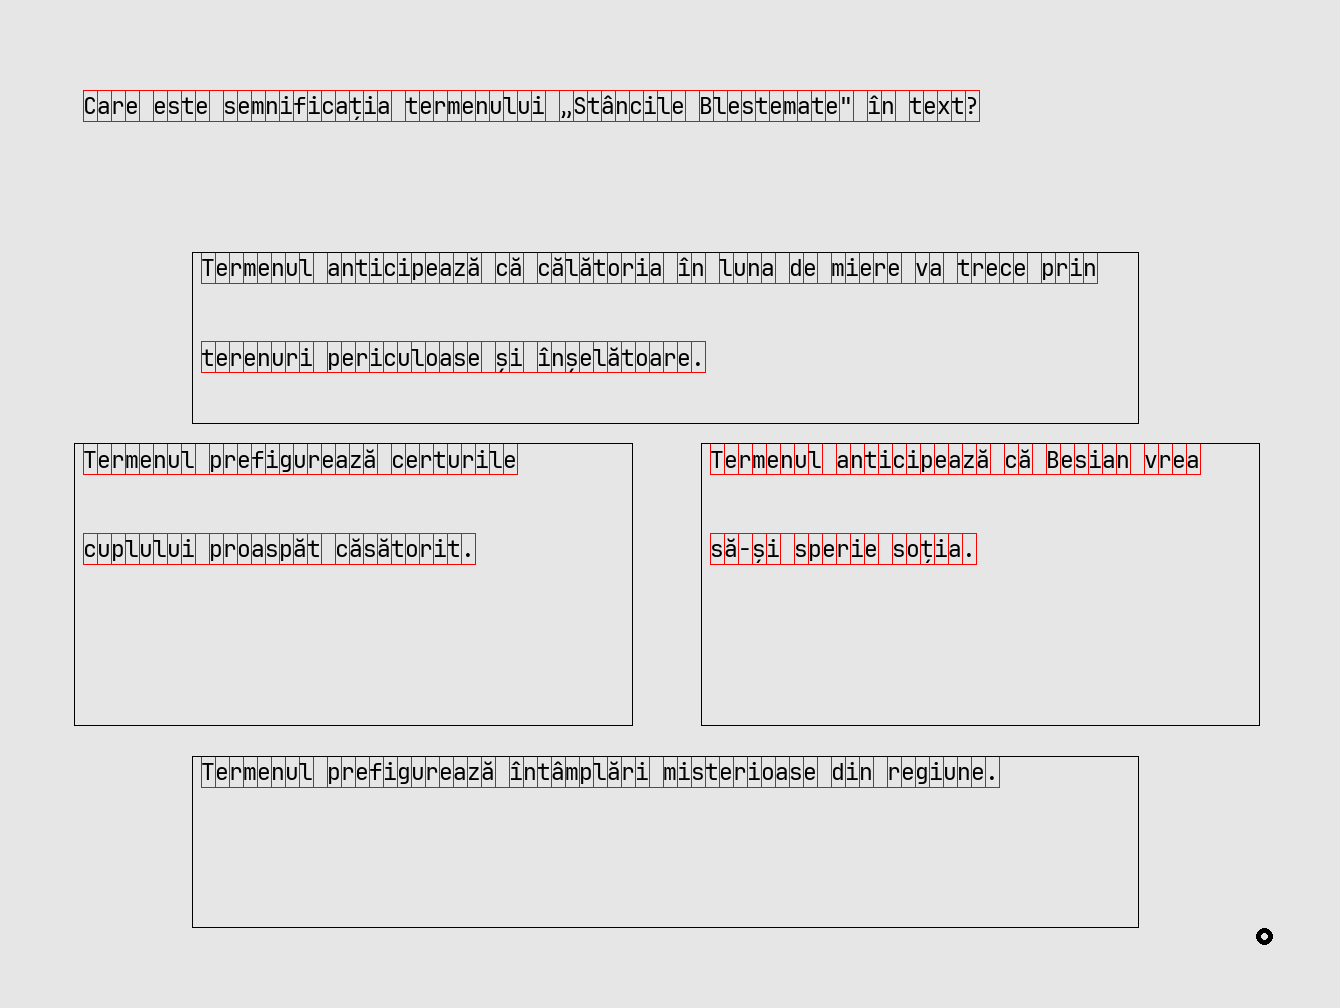 Care este semnificația termenului „Stâncile Blestemate" în text?
Termenul anticipează că călătoria în luna de miere va trece prin
terenuri periculoase și înșelătoare.
Termenul prefigurează certurile
cuplului proaspăt căsătorit.
Termenul anticipează că Besian vrea
să-și sperie soția.
Termenul prefigurează întâmplări misterioase din regiune.